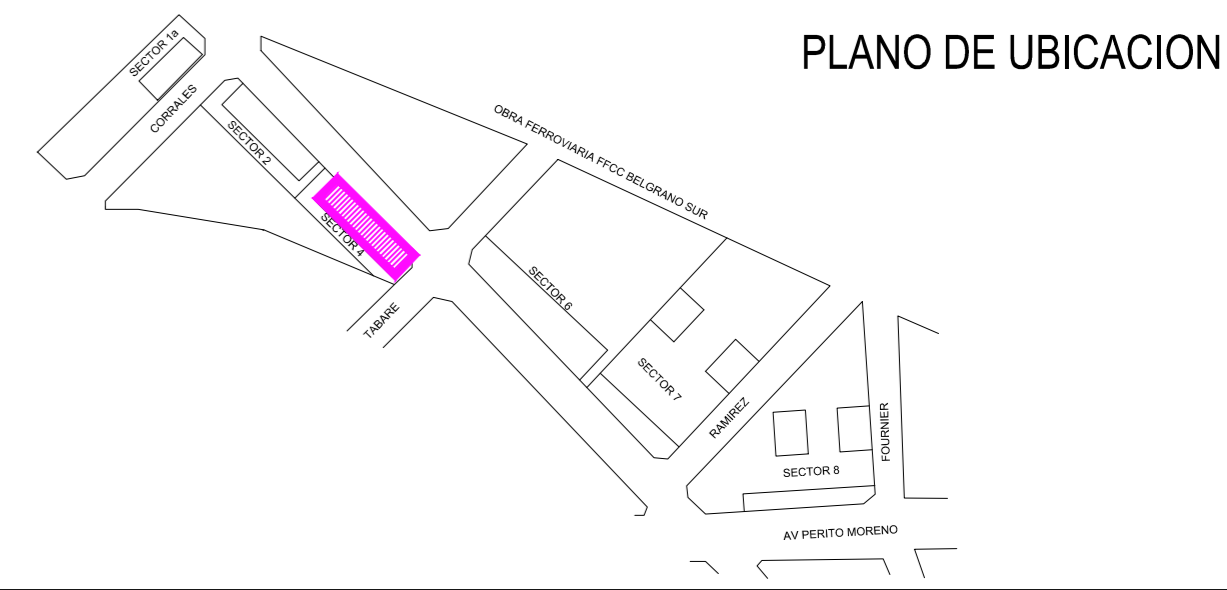 PLANO DE UBICACION
SECTOR 1a
CORRALES
SECTOR 2
OBRA FERROVIARIA FFCC BELGRANO SUR
SECTOR 4
TABARE
SECTOR 6
SECTOR 7
RAMIREZ
FOURNIER
SECTOR 8
AV PERITO MORENO